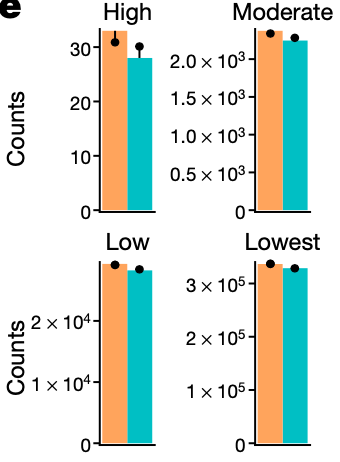 e
High
Counts
30
20
10
0
Moderate
2.0 × 10³
1.5 × 10³
1.0 × 10³
0.5 × 10³
0
Low
Counts
2 × 10⁴
1 × 10⁴
0
Lowest
3 × 10⁵
2 × 10⁵
1 × 10⁵
0